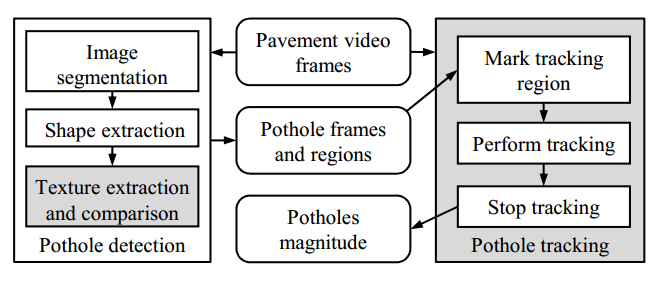 Image
segmentation
Shape extraction
Texture extraction
and comparison
Pothole detection
Pavement video
frames
Pothole frames
and regions
Potholes
magnitude
Mark tracking
region
Perform tracking
Stop tracking
Pothole tracking